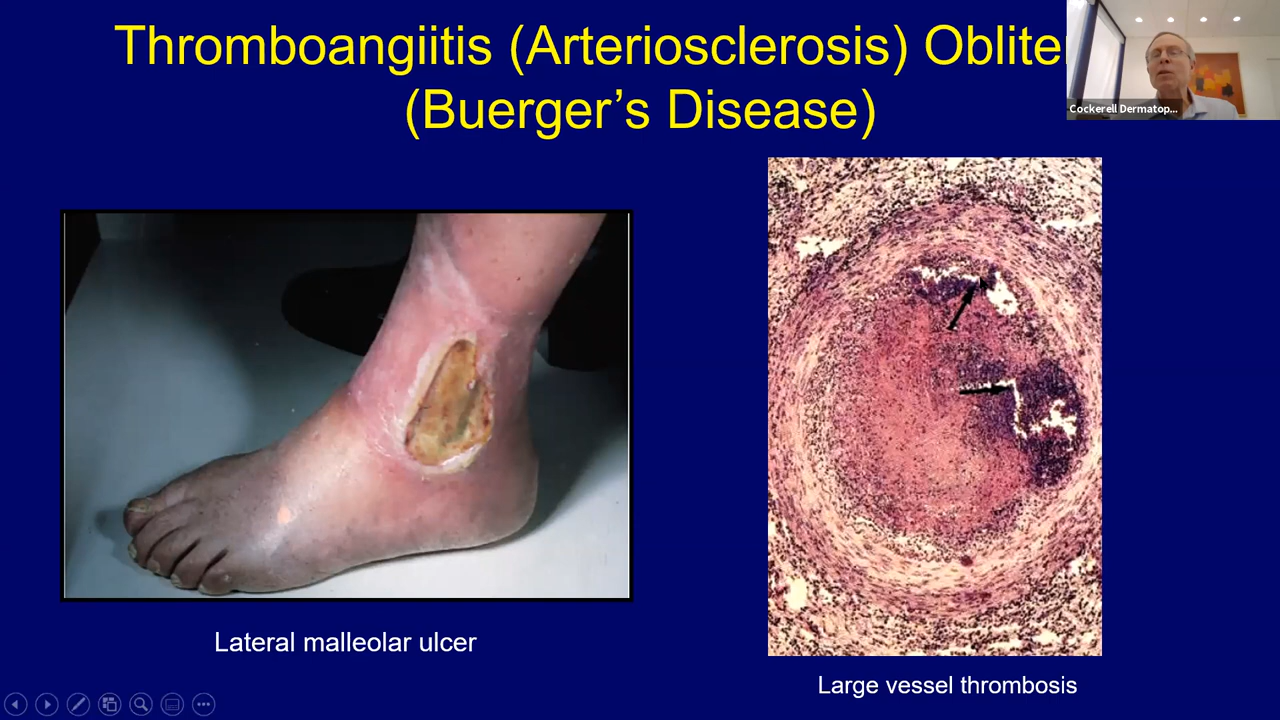 Thromboangiitis (Arteriosclerosis) Oblite
(Buerger’s Disease)
Cockerell Dermatop...
Lateral malleolar ulcer
Large vessel thrombosis